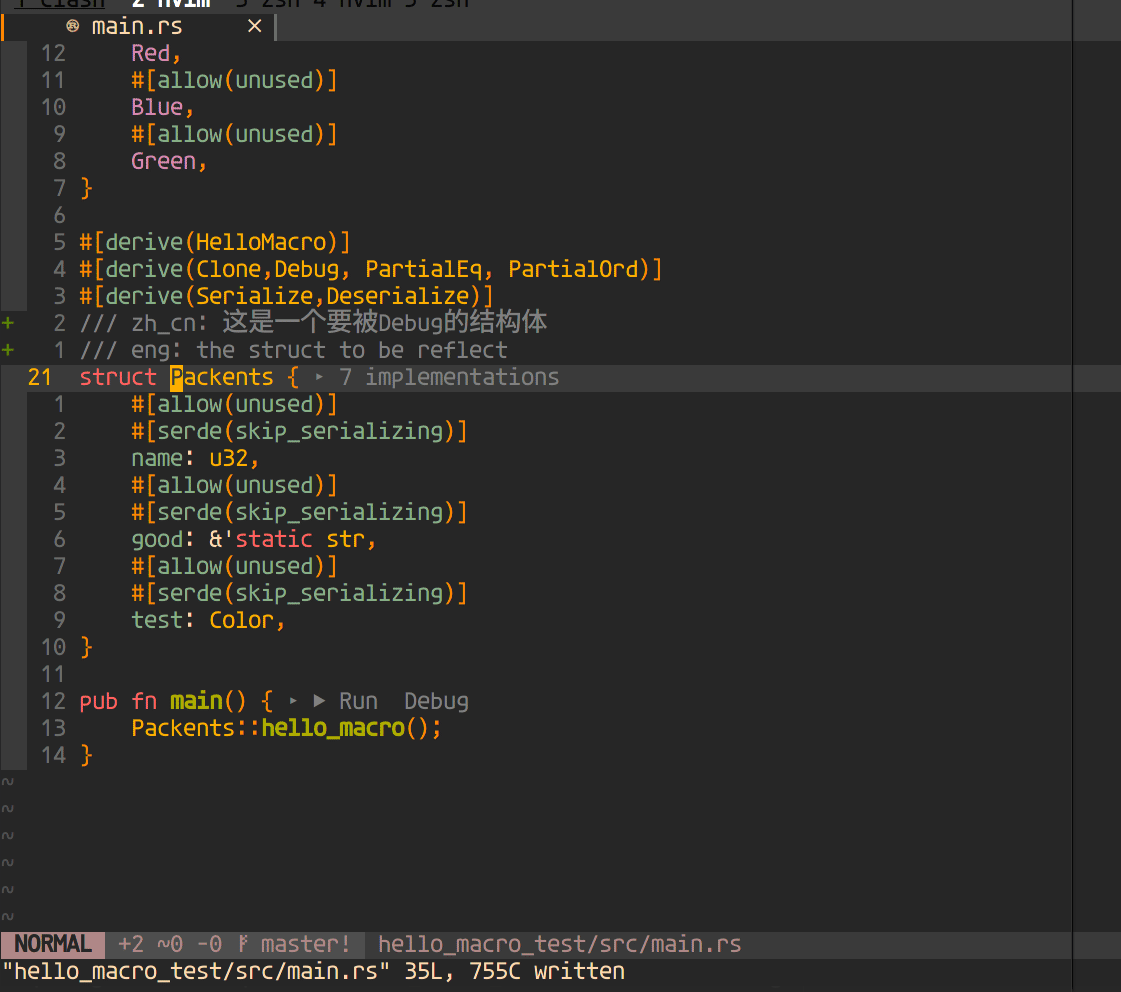 1 clash 2 nvim 3 zsh 4 nvim 5 zsh
main.rs ×
12 Red,
11 #[allow(unused)]
10 Blue,
9 #[allow(unused)]
8 Green,
7 }
6
5 #[derive(HelloMacro)]
4 #[derive(Clone,Debug, PartialEq, PartialOrd)]
3 #[derive(Serialize,Deserialize)]
+ 2 /// zh_cn: 这是一个要被Debug的结构体
+ 1 /// eng: the struct to be reflect
21 struct Packents { ‣ 7 implementations
1 #[allow(unused)]
2 #[serde(skip_serializing)]
3 name: u32,
4 #[allow(unused)]
5 #[serde(skip_serializing)]
6 good: &'static str,
7 #[allow(unused)]
8 #[serde(skip_serializing)]
9 test: Color,
10 }
11
12 pub fn main() { ‣ ▶ Run Debug
13 Packents::hello_macro();
14 }
~
~
~
~
~
~
NORMAL +2 ~0 -0 master! hello_macro_test/src/main.rs
"hello_macro_test/src/main.rs" 35L, 755C written